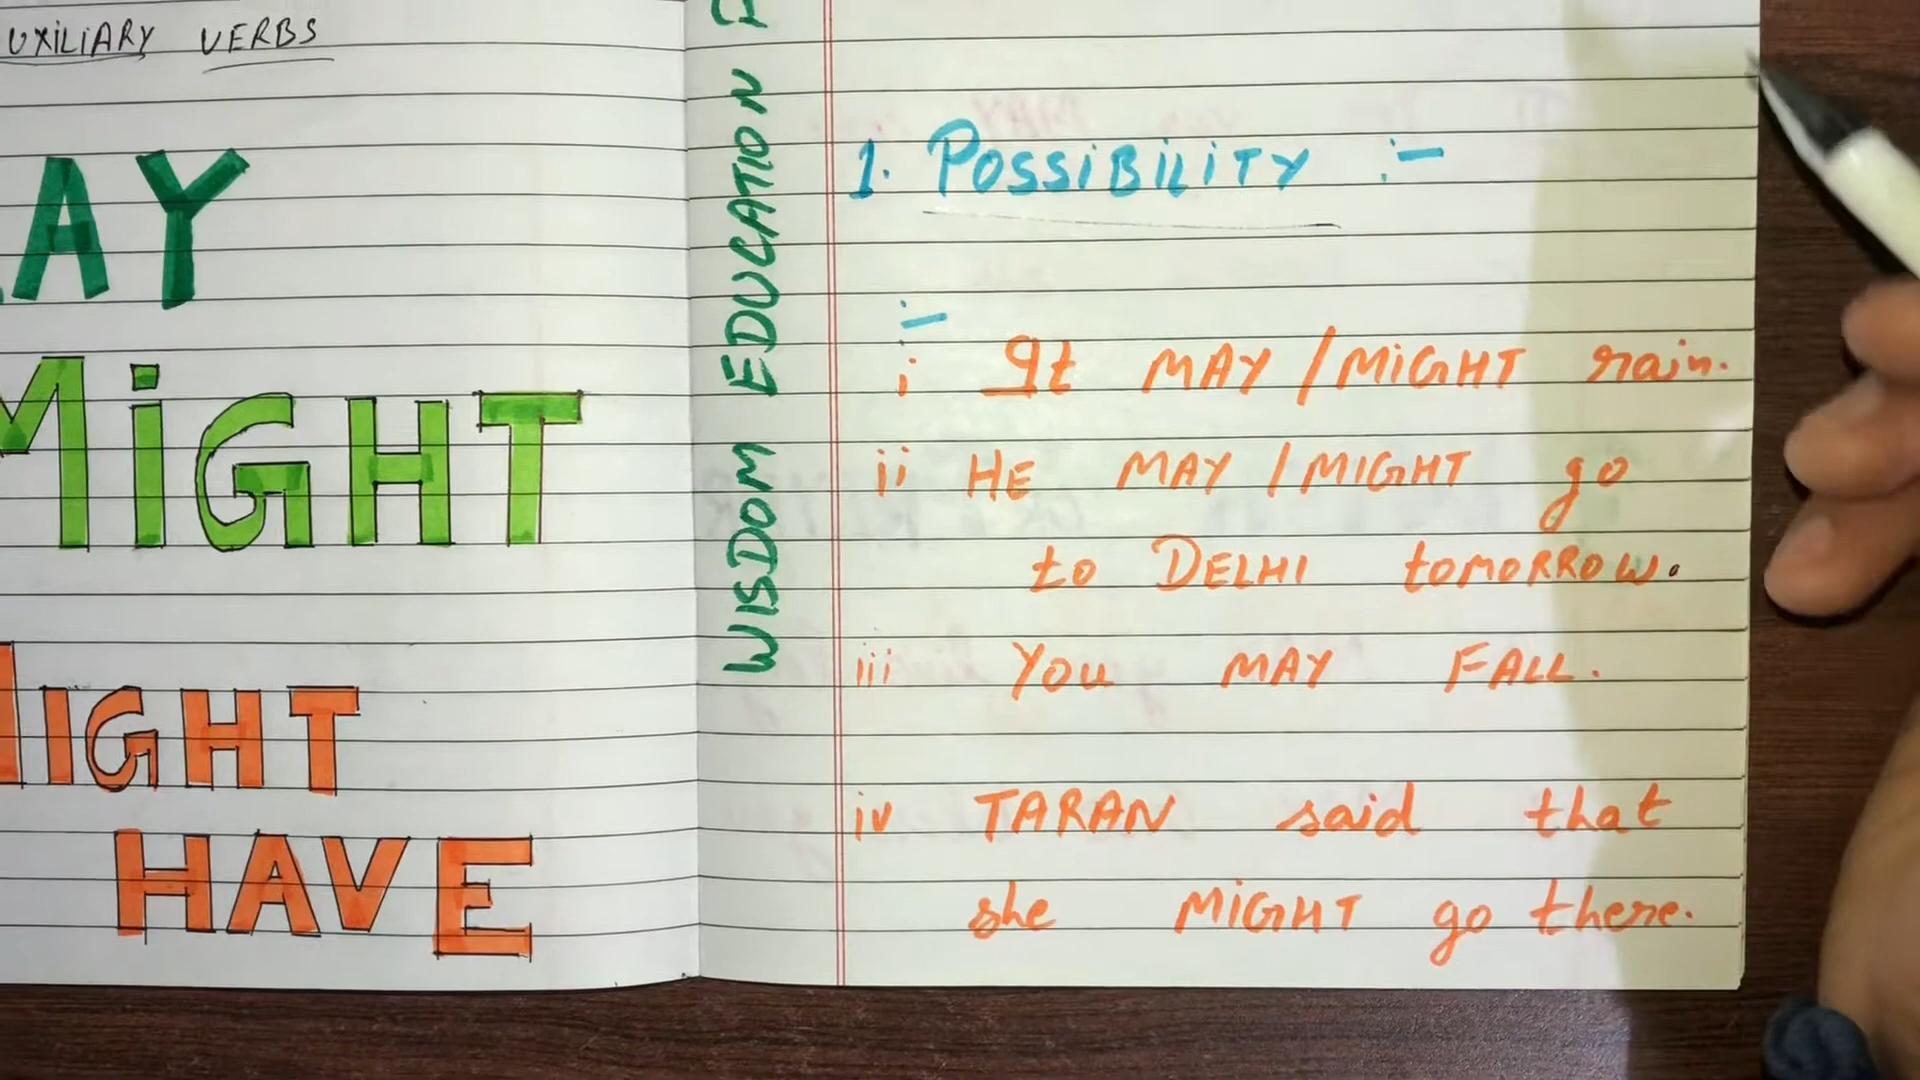 UXILIARY VERBS
AY
MiGHT
IGHT
HAVE
WISDOM EDUCATION
1. POSSiBiLiTY :-
:-
i It MAY / MiGHT rain.
ii HE MAY / MIGHT go
to DELHI tomorrow.
iii You MAY FALL.
iv TARAN said that
she MiGHT go there.